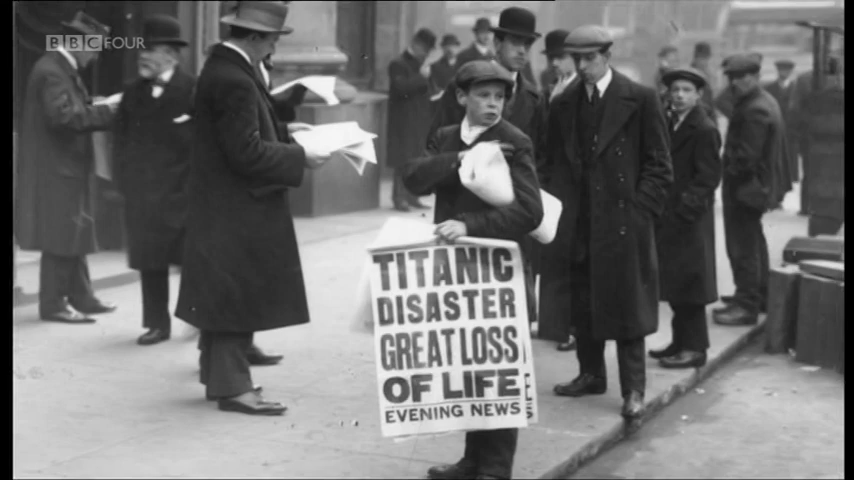 BBC FOUR
TITANIC
DISASTER
GREAT LOSS
OF LIFE
EVENING NEWS